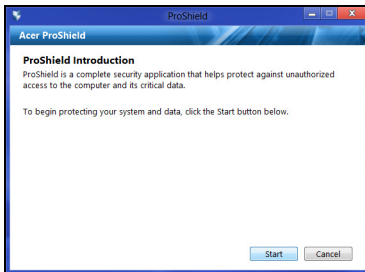 ProShield
Acer ProShield
ProShield Introduction
ProShield is a complete security application that helps protect against unauthorized
access to the computer and its critical data.
To begin protecting your system and data, click the Start button below.
Start Cancel